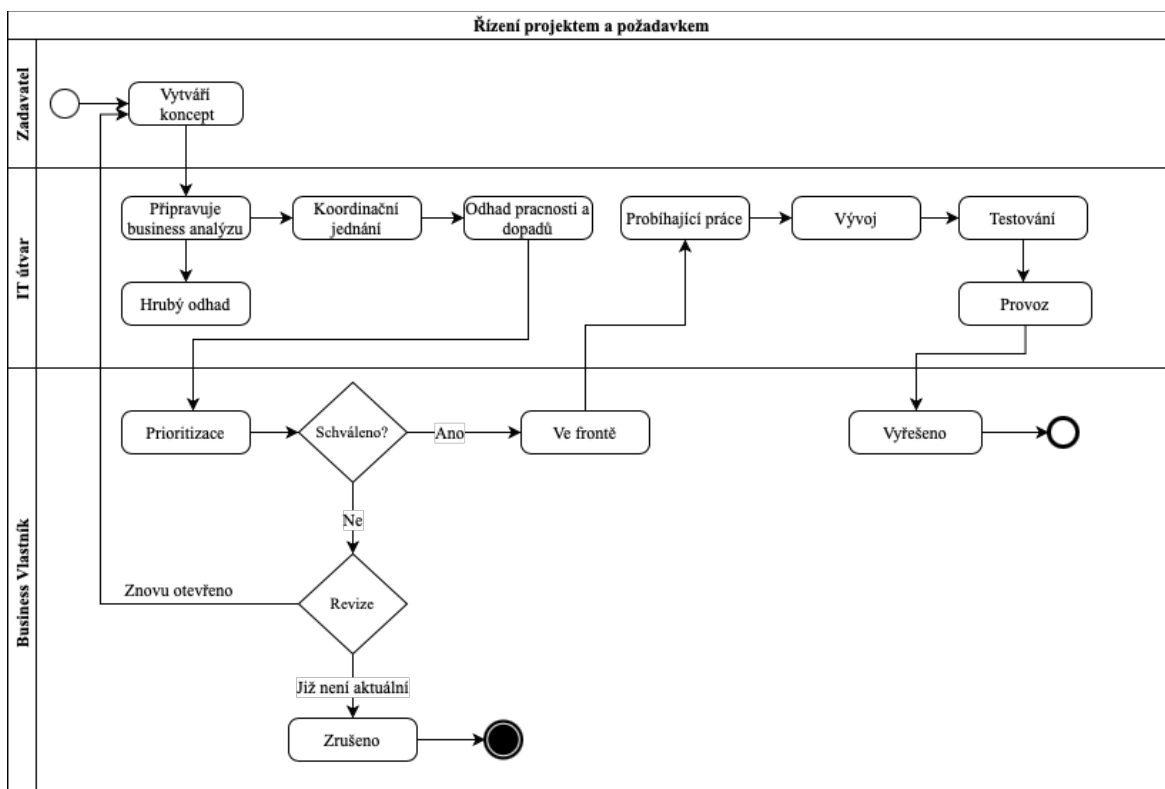 Řízení projektem a požadavkem
Zadavatel
Vytváří
koncept
IT útvar
Připravuje
business analýzu
Koordinační
jednání
Odhad pracnosti a
dopadů
Probíhající práce
Vývoj
Testování
Hrubý odhad
Provoz
Business Vlastník
Prioritizace
Schváleno?
Ano
Ve frontě
Vyřešeno
Ne
Znovu otevřeno
Revize
Již není aktuální
Zrušeno